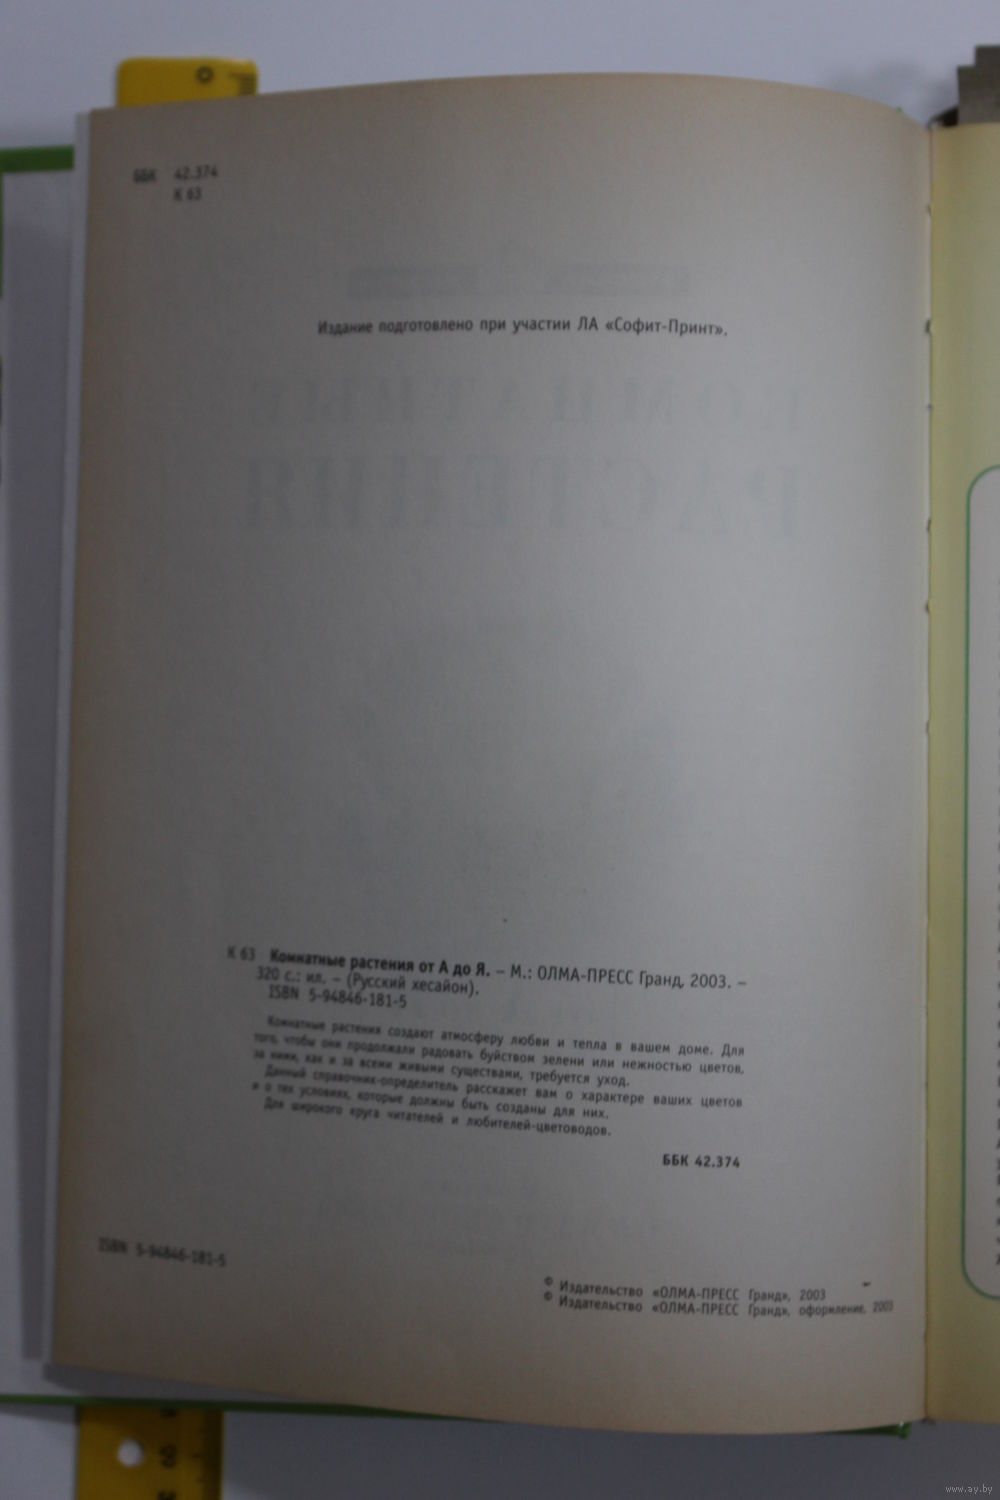 ББК 42.374
К 63
Издание подготовлено при участии ЛА «Софит-Принт».
К 63 Комнатные растения от А до Я. – М.: ОЛМА-ПРЕСС Гранд, 2003. –
320 с.: ил. – (Русский хесайон).
ISBN 5-94846-181-5
Комнатные растения создают атмосферу любви и тепла в вашем доме. Для
того, чтобы они продолжали радовать буйством зелени или нежностью цветов,
за ними, как и за всеми живыми существами, требуется уход.
Данный справочник-определитель расскажет вам о характере ваших цветов
и о тех условиях, которые должны быть созданы для них.
Для широкого круга читателей и любителей-цветоводов.
ББК 42.374
ISBN 5-94846-181-5
© Издательство «ОЛМА-ПРЕСС Гранд», 2003
© Издательство «ОЛМА-ПРЕСС Гранд», оформление, 2003
www.ay.by